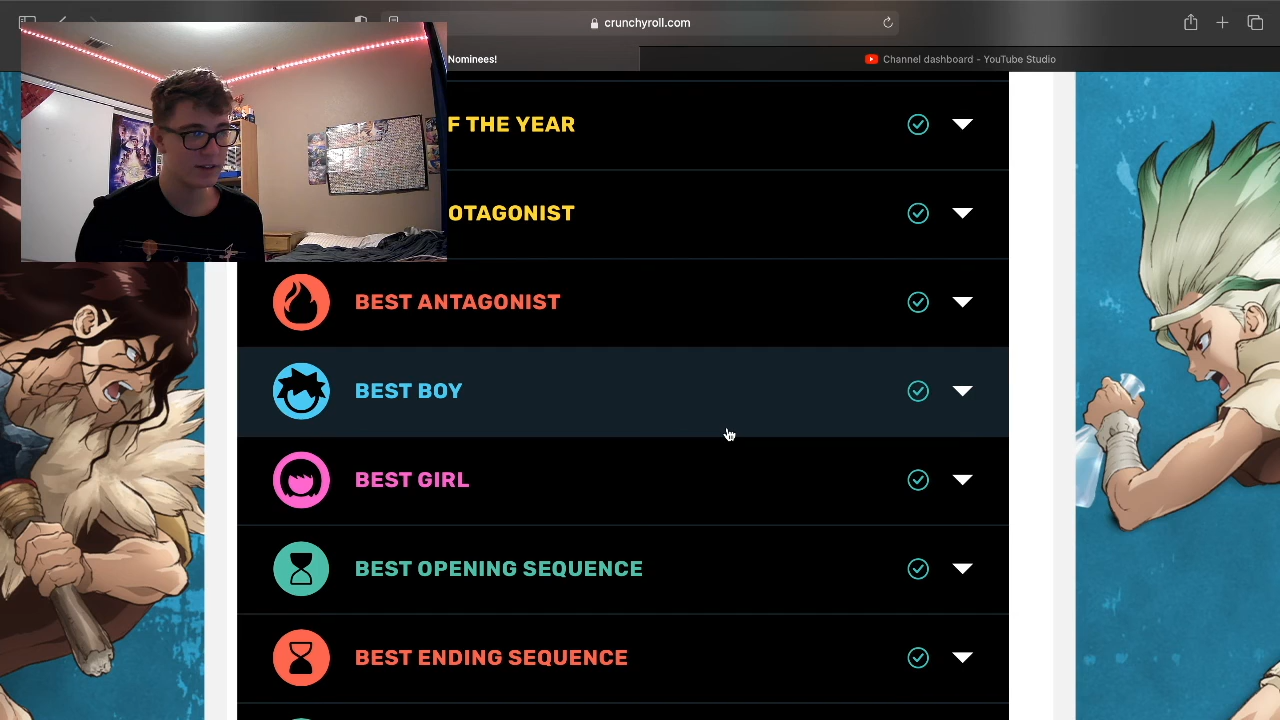 crunchyroll.com
Nominees!
Channel dashboard - YouTube Studio
F THE YEAR
OTAGONIST
BEST ANTAGONIST
BEST BOY
BEST GIRL
BEST OPENING SEQUENCE
BEST ENDING SEQUENCE